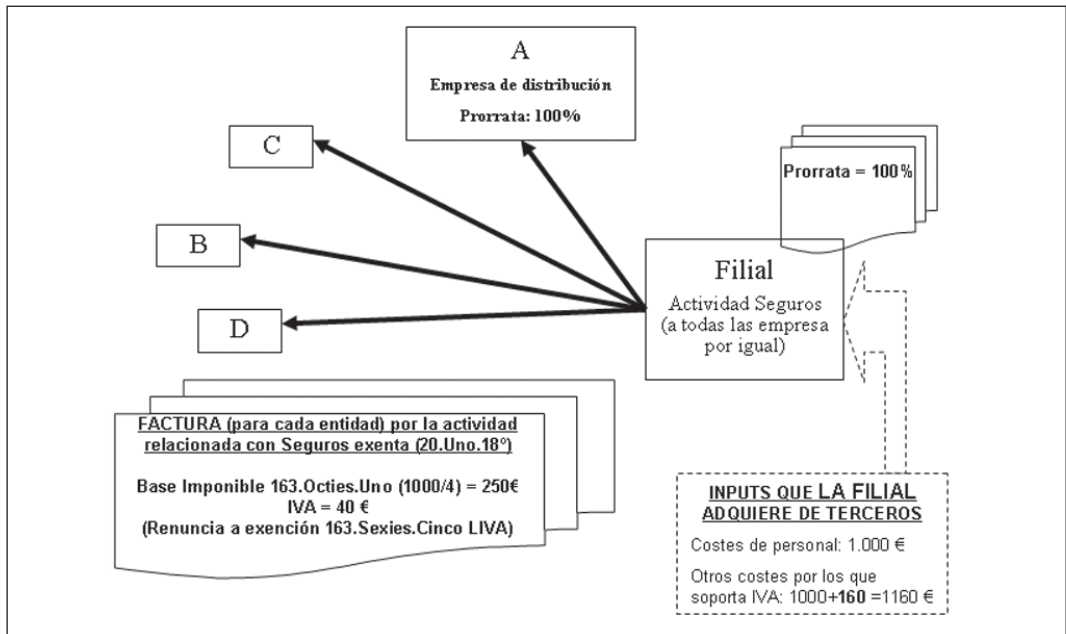 A
Empresa de distribución
Prorrata: 100%
C
Prorrata = 100%
B
Filial
Actividad Seguros
(a todas las empresa
por igual)
D
FACTURA (para cada entidad) por la actividad
relacionada con Seguros exenta (20.Uno.18º)
Base Imponible 163.Octies.Uno (1000/4) = 250€
IVA = 40 €
(Renuncia a exención 163.Sexies.Cinco LIVA)
INPUTS QUE LA FILIAL
ADQUIERE DE TERCEROS
Costes de personal: 1.000 €
Otros costes por los que
soporta IVA: 1000+160 =1160 €